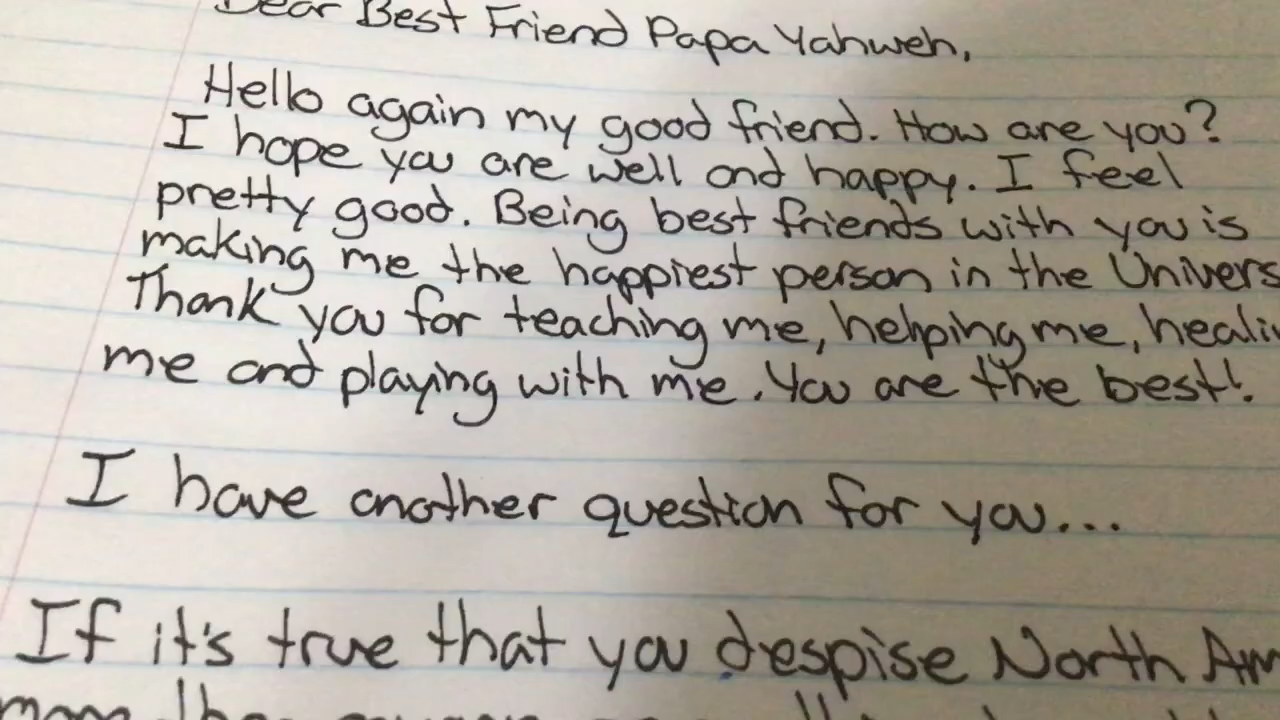 Dear Best Friend Papa Yahweh,
Hello again my good friend. How are you?
I hope you are well and happy. I feel
pretty good. Being best friends with you is
making me the happiest person in the Univers
Thank you for teaching me, helping me, heali
me and playing with me. You are the best!
I have another question for you...
If it's true that you despise North Am